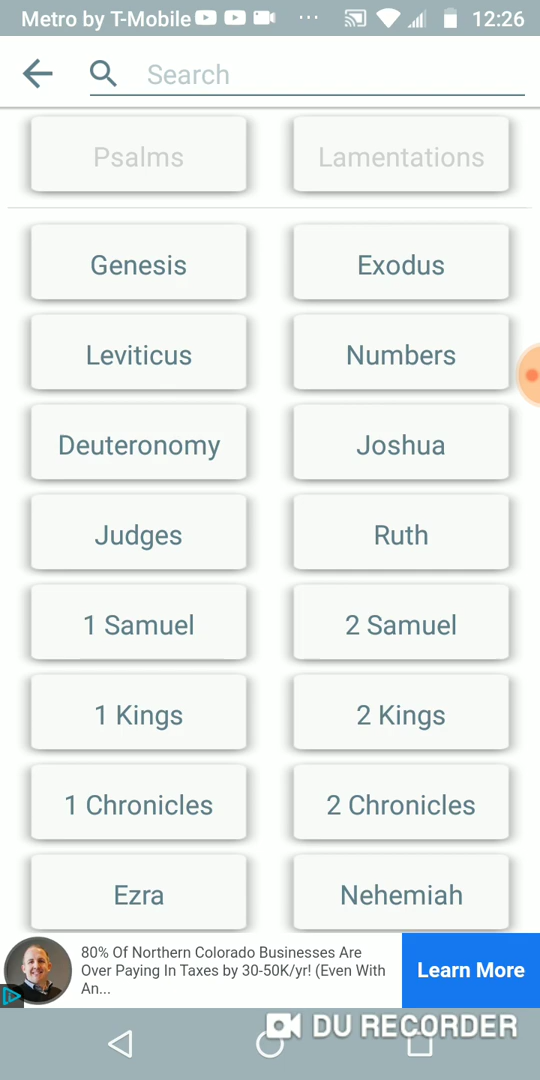 Metro by T-Mobile ... 12:26
Search
Psalms Lamentations
Genesis Exodus
Leviticus Numbers
Deuteronomy Joshua
Judges Ruth
1 Samuel 2 Samuel
1 Kings 2 Kings
1 Chronicles 2 Chronicles
Ezra Nehemiah
80% Of Northern Colorado Businesses Are
Over Paying In Taxes by 30-50K/yr! (Even With
An...
Learn More
DU RECORDER